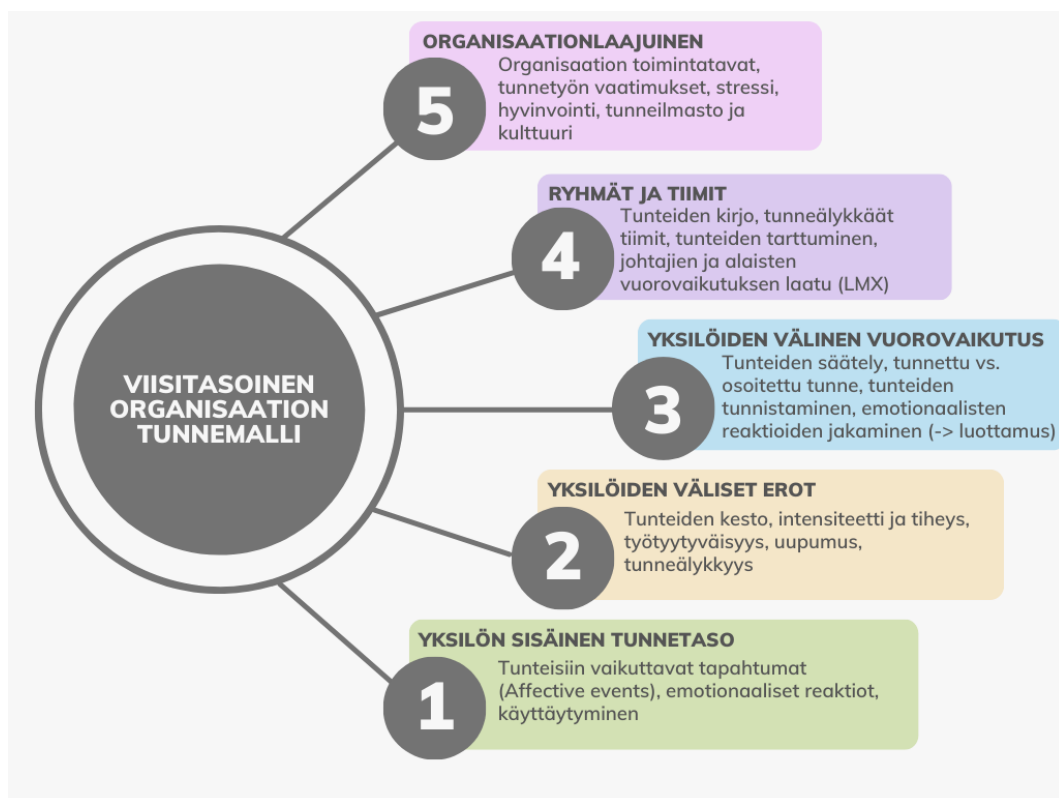 ORGANISAATIONLAAJUINEN
Organisaation toimintatavat,
tunnetyön vaatimukset, stressi,
hyvinvointi, tunneilmasto ja
kulttuuri
5
RYHMÄT JA TIIMIT
Tunteiden kirjo, tunneälykkäät
tiimit, tunteiden tarttuminen,
johtajien ja alaisten
vuorovaikutuksen laatu (LMX)
4
YKSILÖIDEN VÄLINEN VUOROVAIKUTUS
Tunteiden säätely, tunnettu vs.
osoitettu tunne, tunteiden
tunnistaminen, emotionaalisten
reaktioiden jakaminen (-> luottamus)
3
VIISITASOINEN
ORGANISAATION
TUNNEMALLI
YKSILÖIDEN VÄLISET EROT
Tunteiden kesto, intensiteetti ja tiheys,
työtyytyväisyys, uupumus,
tunneälykkyys
2
YKSILÖN SISÄINEN TUNNETASO
Tunteisiin vaikuttavat tapahtumat
(Affective events), emotionaaliset reaktiot,
käyttäytyminen
1